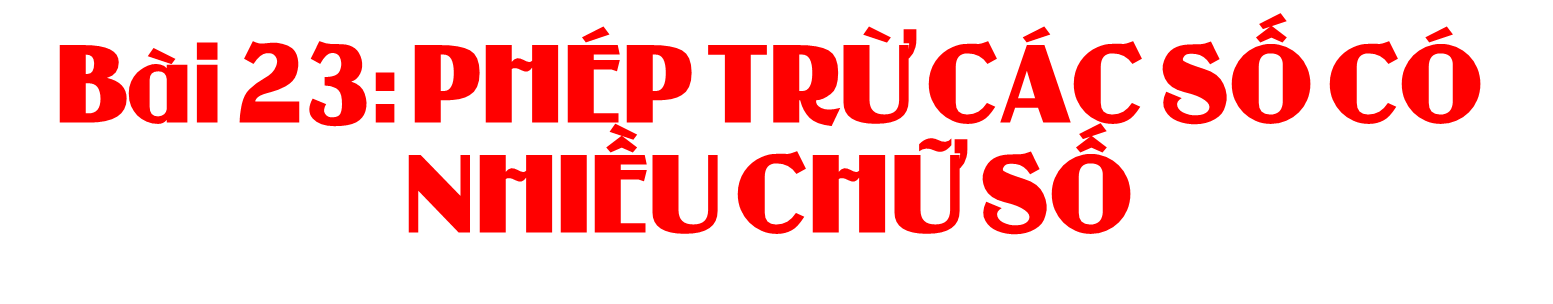 Bài 23: PHÉP TRỪ CÁC SỐ CÓ
NHIỀU CHỮ SỐ